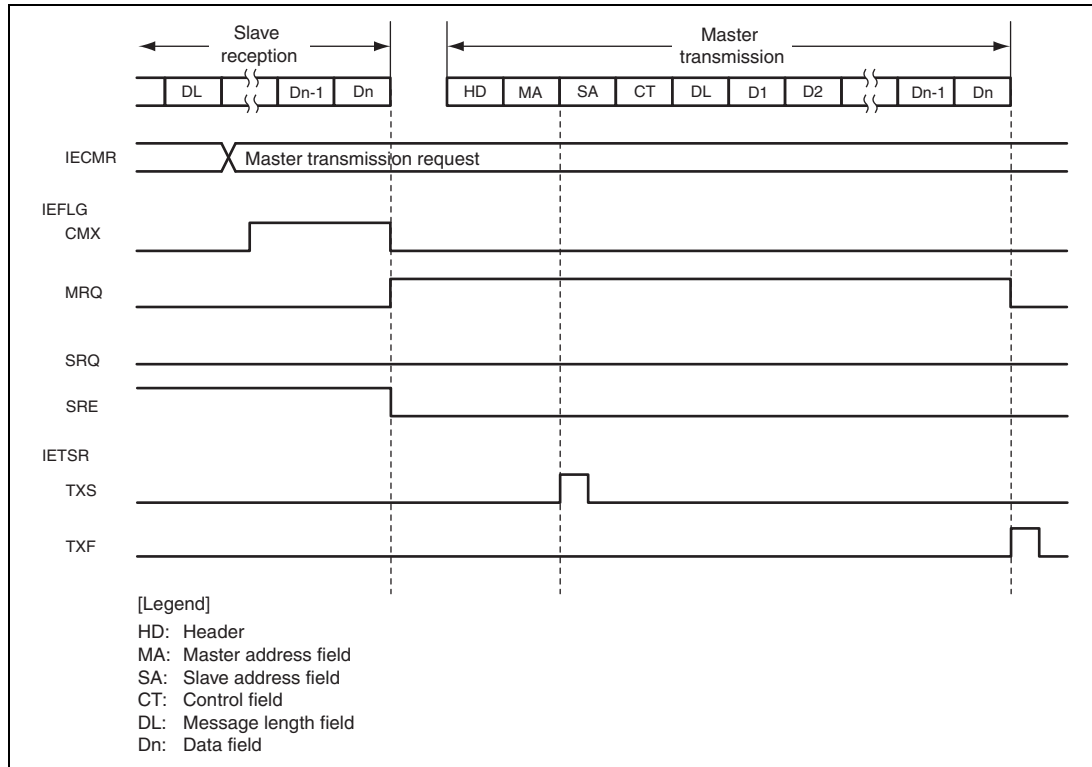 Slave
reception
Master
transmission
DL Dn-1 Dn HD MA SA CT DL D1 D2 Dn-1 Dn
IECMR Master transmission request
IEFLG
CMX
MRQ
SRQ
SRE
IETSR
TXS
TXF
[Legend]
HD: Header
MA: Master address field
SA: Slave address field
CT: Control field
DL: Message length field
Dn: Data field